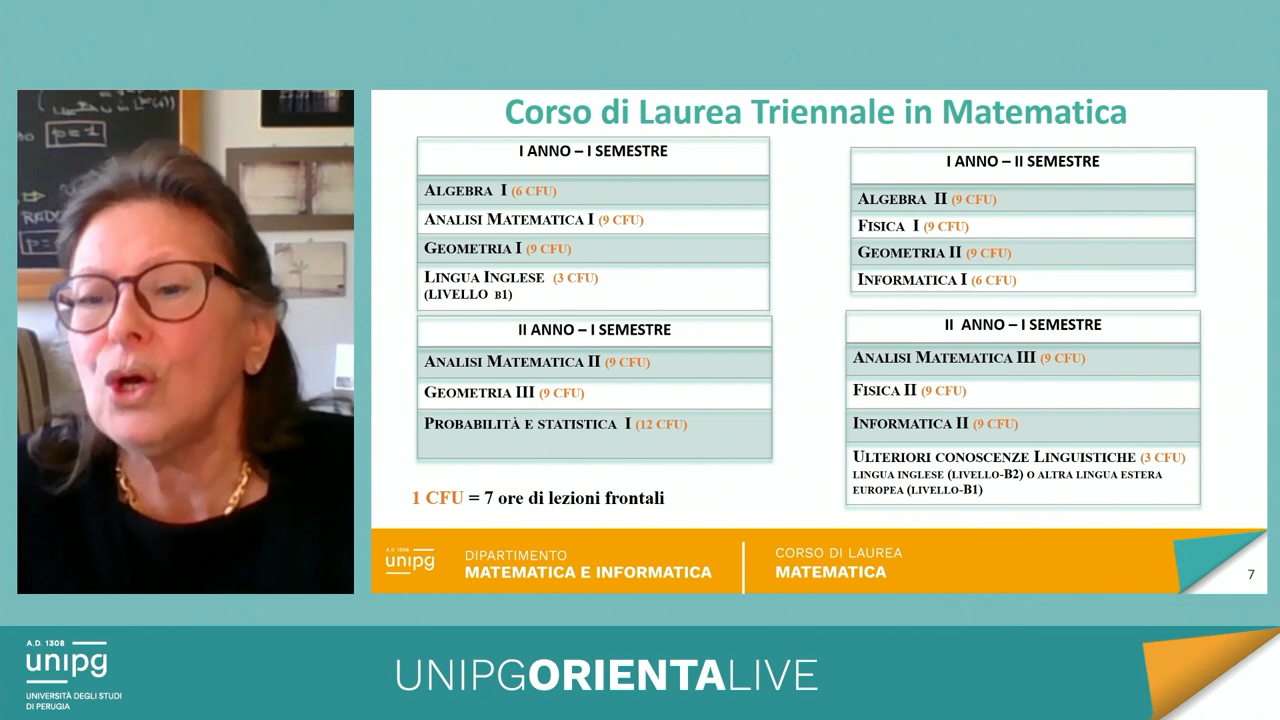 p=1
Corso di Laurea Triennale in Matematica
I ANNO – I SEMESTRE
ALGEBRA I (6 CFU)
ANALISI MATEMATICA I (9 CFU)
GEOMETRIA I (9 CFU)
LINGUA INGLESE (3 CFU)
(LIVELLO B1)
I ANNO – II SEMESTRE
ALGEBRA II (9 CFU)
FISICA I (9 CFU)
GEOMETRIA II (9 CFU)
INFORMATICA I (6 CFU)
II ANNO – I SEMESTRE
ANALISI MATEMATICA II (9 CFU)
GEOMETRIA III (9 CFU)
PROBABILITÀ E STATISTICA I (12 CFU)
II ANNO – I SEMESTRE
ANALISI MATEMATICA III (9 CFU)
FISICA II (9 CFU)
INFORMATICA II (9 CFU)
ULTERIORI CONOSCENZE LINGUISTICHE (3 CFU)
LINGUA INGLESE (LIVELLO-B2) O ALTRA LINGUA ESTERA
EUROPEA (LIVELLO-B1)
1 CFU = 7 ore di lezioni frontali
A.D. 1308
unipg
DIPARTIMENTO
MATEMATICA E INFORMATICA
CORSO DI LAUREA
MATEMATICA
7
A.D. 1308
unipg
UNIVERSITÀ DEGLI STUDI
DI PERUGIA
UNIPGORIENTALIVE